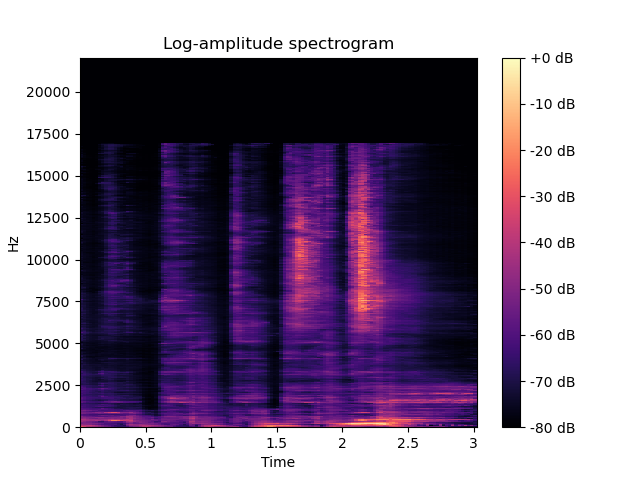 Log-amplitude spectrogram
Hz
20000
17500
15000
12500
10000
7500
5000
2500
0
0 0.5 1 1.5 2 2.5 3
Time
+0 dB
-10 dB
-20 dB
-30 dB
-40 dB
-50 dB
-60 dB
-70 dB
-80 dB